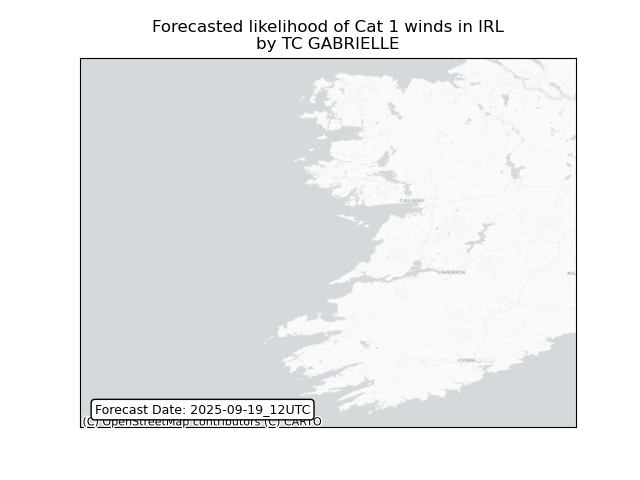 Forecasted likelihood of Cat 1 winds in IRL
by TC GABRIELLE
GALWAY
LIMERICK
CORK
Forecast Date: 2025-09-19_12UTC
(C) OpenStreetMap contributors (C) CARTO